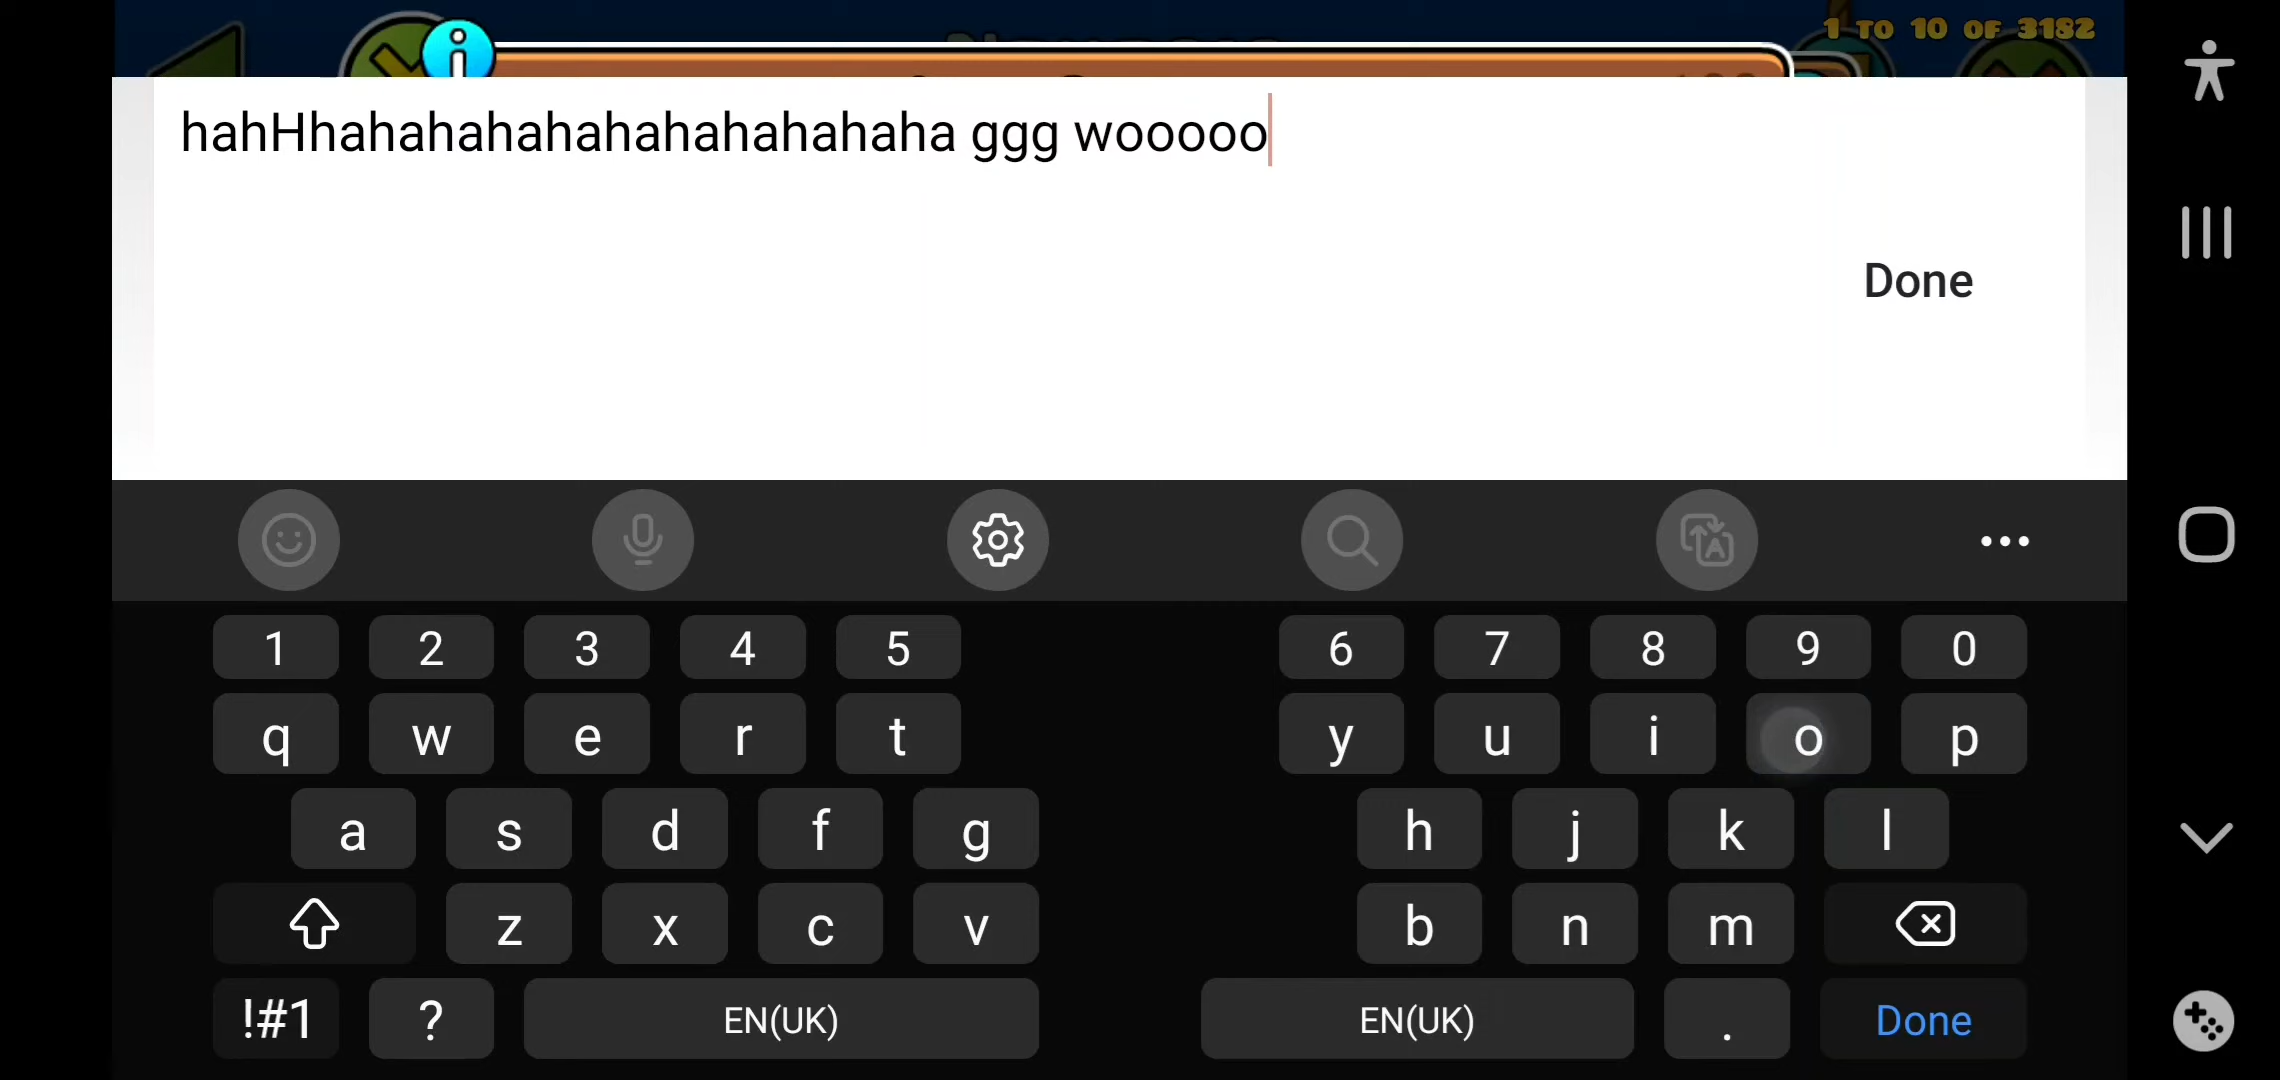 1 TO 10 OF 3182
hahHhahahahahahahahahahaha ggg wooooo
Done
1 2 3 4 5 6 7 8 9 0
q w e r t y u i o p
a s d f g h j k l
z x c v b n m
!#1 ? EN(UK) EN(UK) . Done